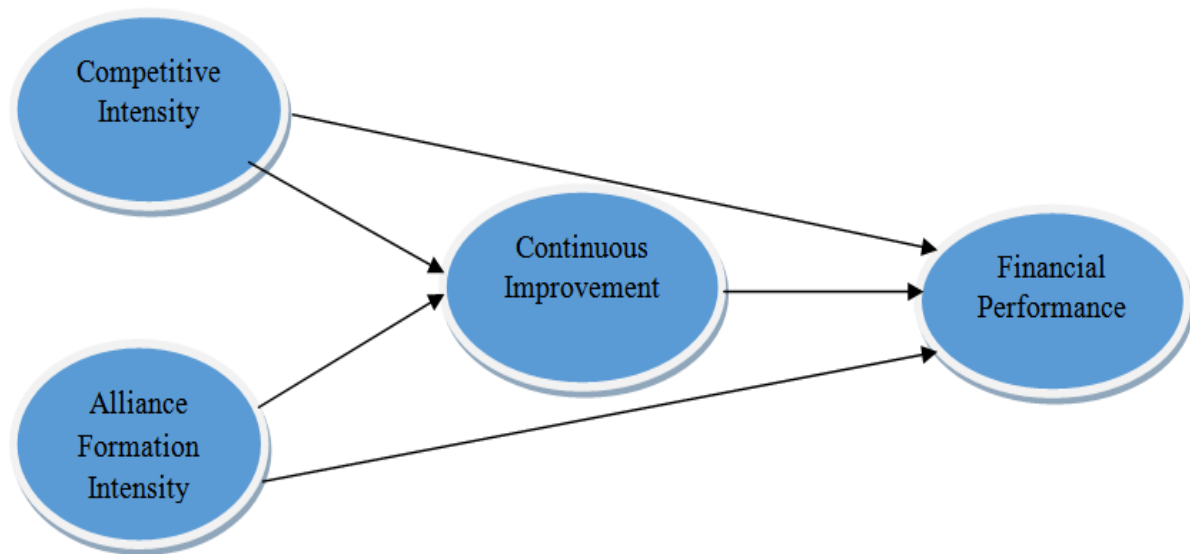 Competitive
Intensity
Continuous
Improvement
Financial
Performance
Alliance
Formation
Intensity